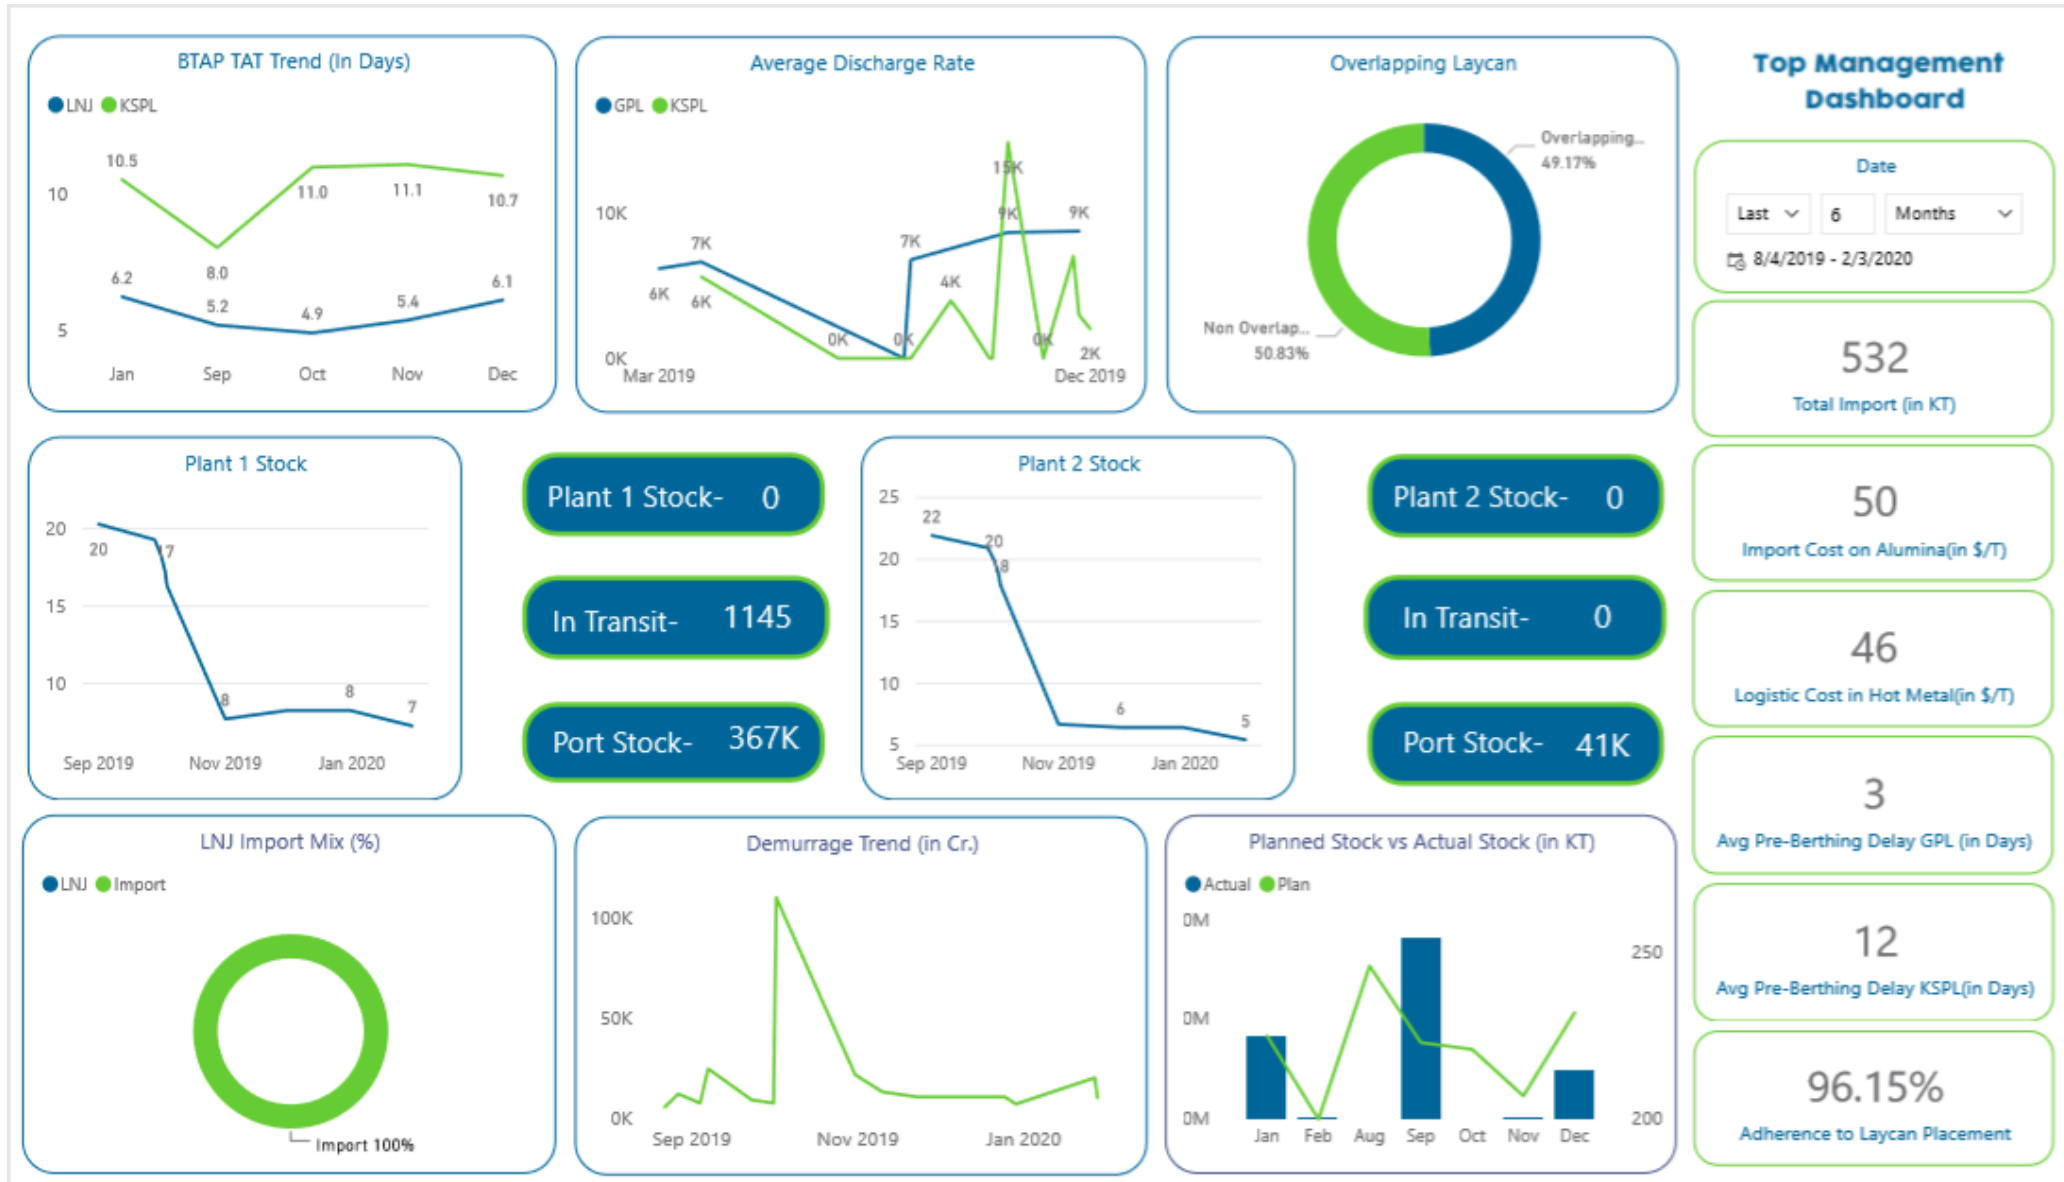 BTAP TAT Trend (In Days)
LNJ KSPL
10.5
11.0
11.1
10.7
10
8.0
6.2
5.2
4.9
5.4
6.1
5
Jan Sep Oct Nov Dec
Average Discharge Rate
GPL KSPL
15K
10K
7K
7K
9K
9K
6K
6K
4K
0K
0K
0K
2K
0K
Mar 2019 Dec 2019
Overlapping Laycan
Overlapping...
49.17%
Non Overlap...
50.83%
Top Management
Dashboard
Date
Last 6 Months
8/4/2019 - 2/3/2020
532
Total Import (in KT)
50
Import Cost on Alumina(in $/T)
46
Logistic Cost in Hot Metal(in $/T)
3
Avg Pre-Berthing Delay GPL (in Days)
12
Avg Pre-Berthing Delay KSPL(in Days)
96.15%
Adherence to Laycan Placement
Plant 1 Stock
20
20
17
15
10
8
8
7
Sep 2019 Nov 2019 Jan 2020
Plant 1 Stock- 0
In Transit- 1145
Port Stock- 367K
Plant 2 Stock
25
22
20
20
8
15
10
6
5
5
Sep 2019 Nov 2019 Jan 2020
Plant 2 Stock- 0
In Transit- 0
Port Stock- 41K
LNJ Import Mix (%)
LNJ Import
Import 100%
Demurrage Trend (in Cr.)
100K
50K
0K
Sep 2019 Nov 2019 Jan 2020
Planned Stock vs Actual Stock (in KT)
Actual Plan
0M
250
0M
0M
200
Jan Feb Aug Sep Oct Nov Dec